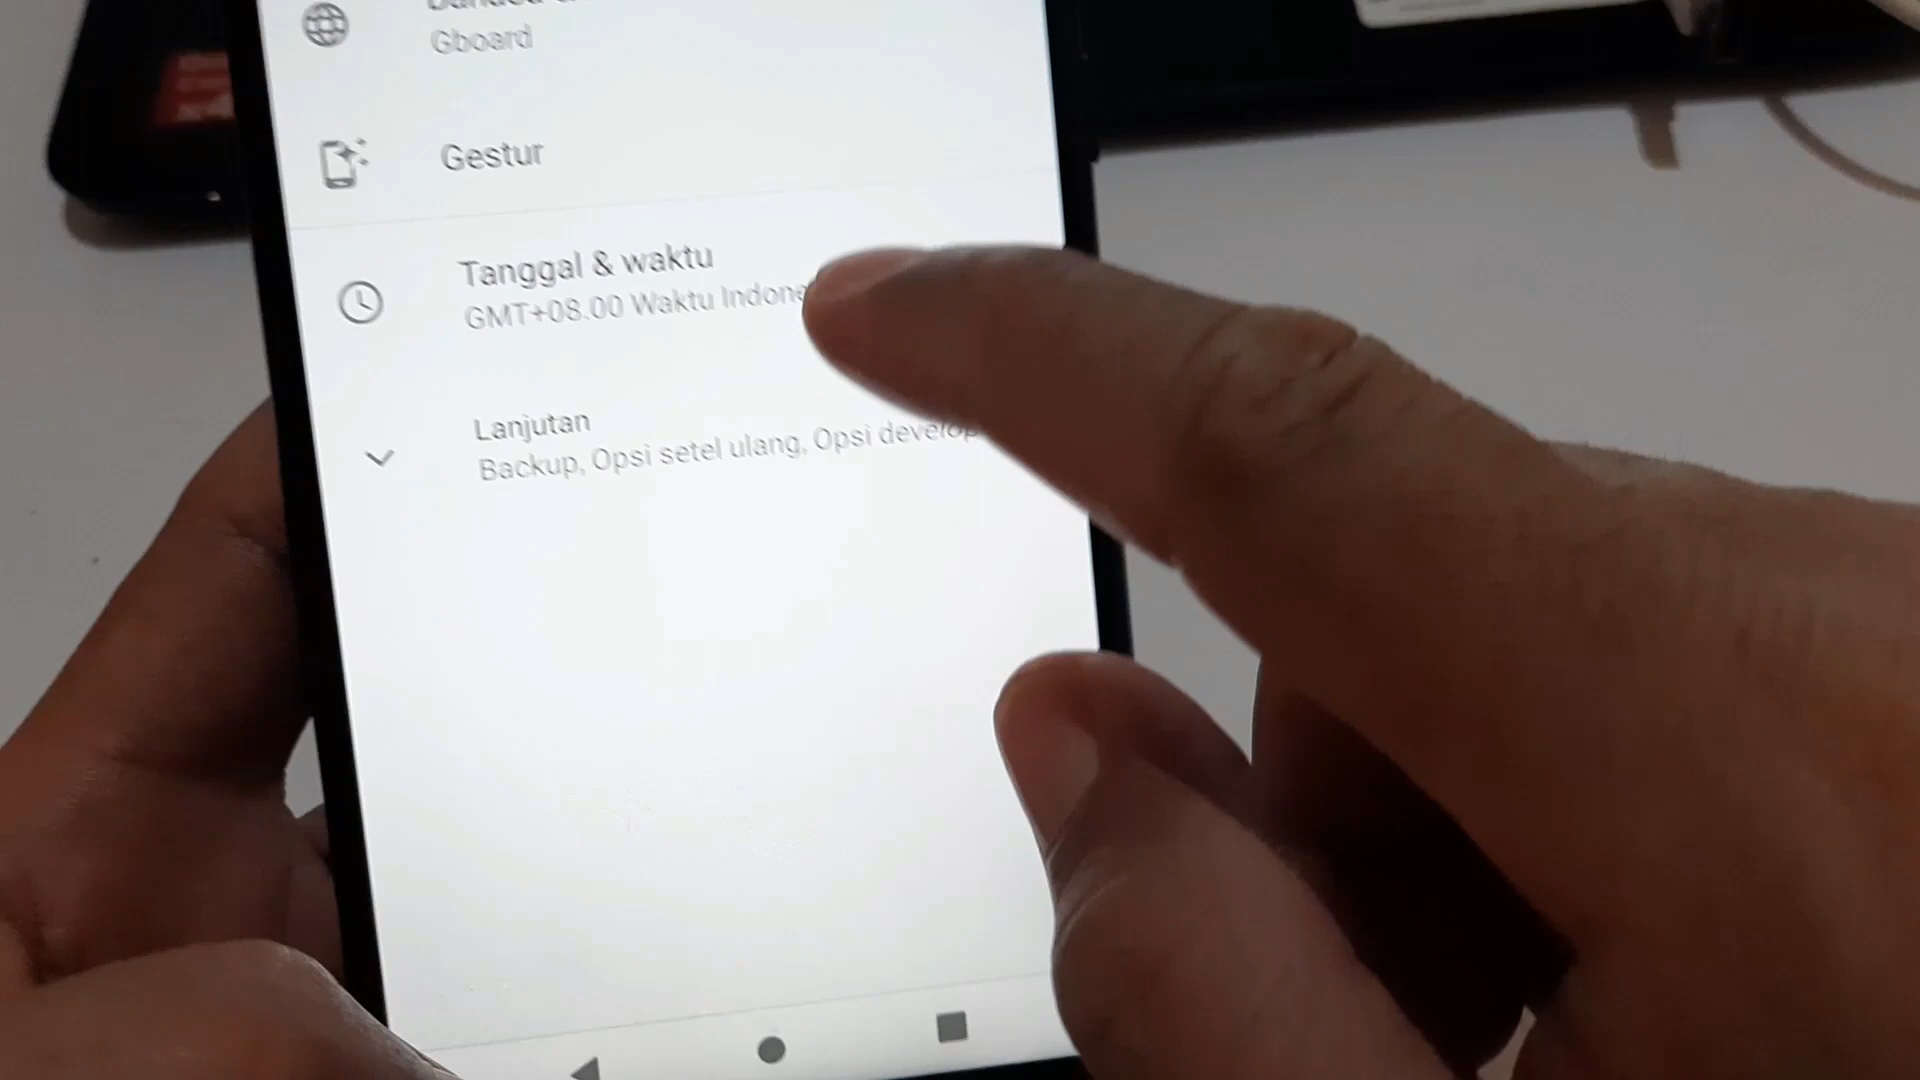 Gboard
Gestur
Tanggal & waktu
GMT+08.00 Waktu Indone
Lanjutan
Backup, Opsi setel ulang, Opsi develop